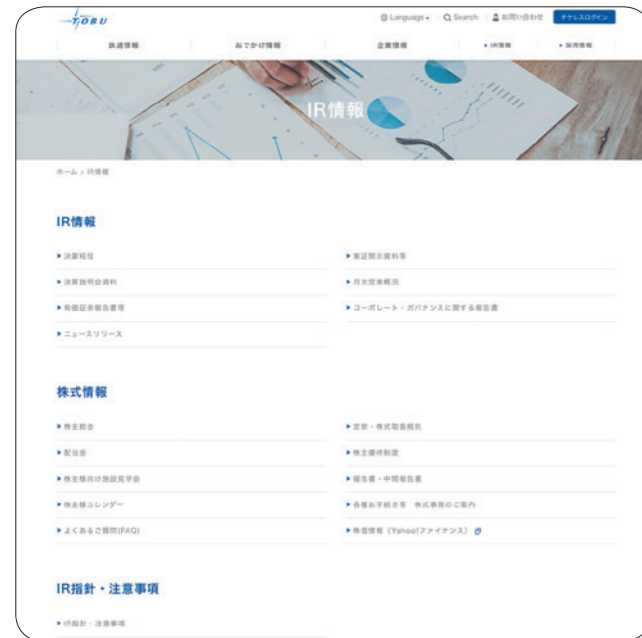 TOBU
Language
Search
お問い合わせ
チケレスログイン
鉄道情報
おでかけ情報
企業情報
IR情報
採用情報
IR情報
ホーム > IR情報
IR情報
決算短信
東証開示資料等
決算説明会資料
月次営業概況
有価証券報告書等
コーポレート・ガバナンスに関する報告書
ニュースリリース
株式情報
株主総会
定款・株式取扱規則
配当金
株主優待制度
株主様向け施設見学会
報告書・中間報告書
株主様カレンダー
各種お手続き等 株式事務のご案内
よくあるご質問(FAQ)
株価情報(Yahoo!ファイナンス)
IR指針・注意事項
IR指針・注意事項